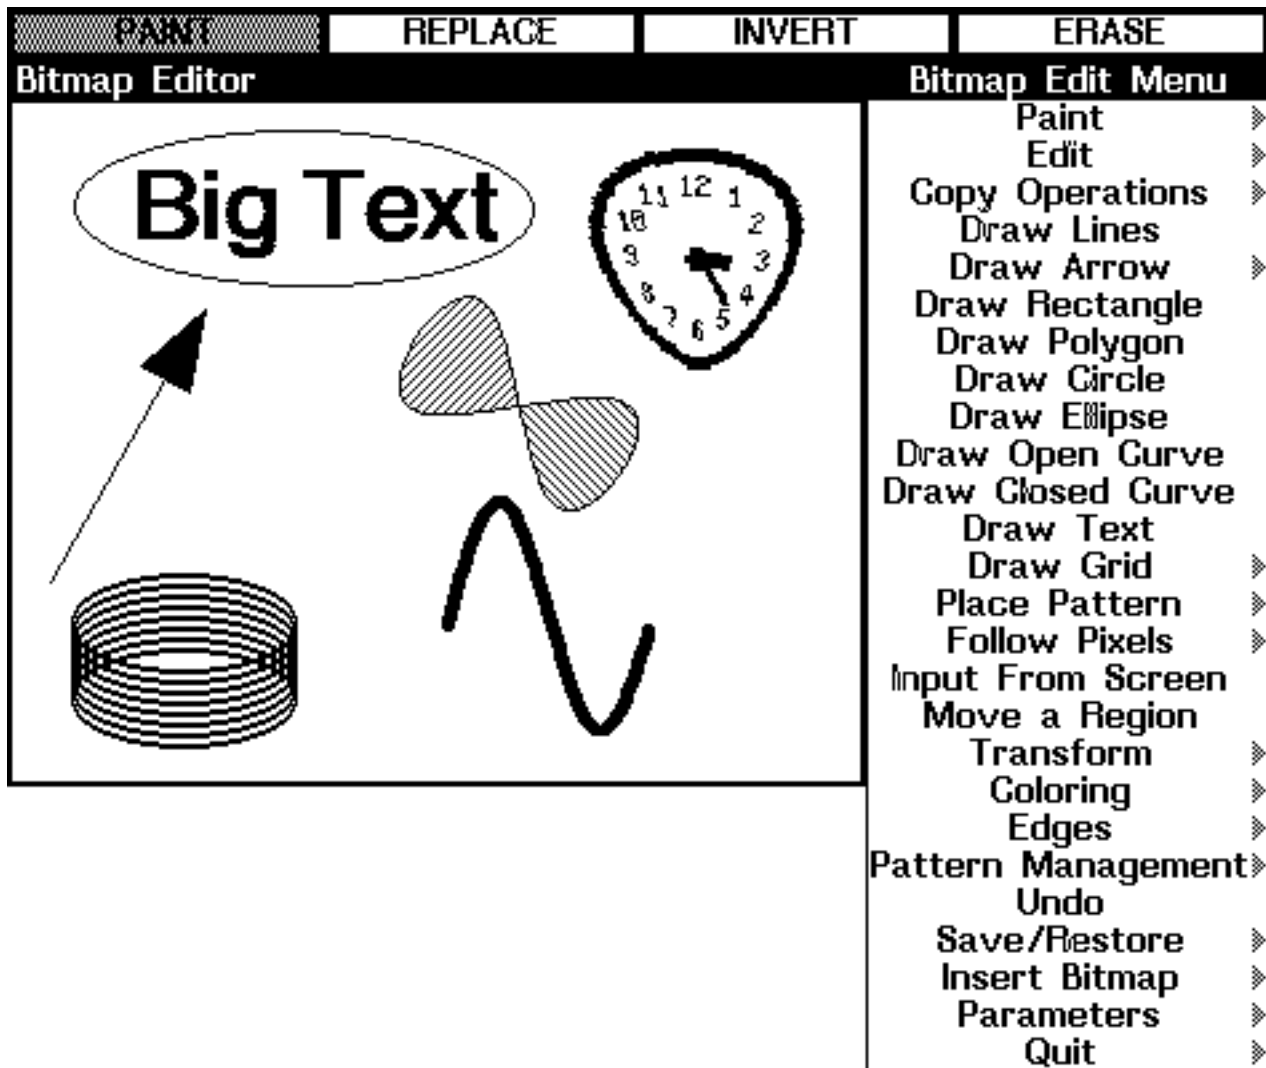 PAINT REPLACE INVERT ERASE
Bitmap Editor
Big Text
12
11 1
10 2
9 3
8 4
7 5
6
Bitmap Edit Menu
Paint
Edit
Copy Operations
Draw Lines
Draw Arrow
Draw Rectangle
Draw Polygon
Draw Circle
Draw Ellipse
Draw Open Curve
Draw Closed Curve
Draw Text
Draw Grid
Place Pattern
Follow Pixels
Input From Screen
Move a Region
Transform
Coloring
Edges
Pattern Management
Undo
Save/Restore
Insert Bitmap
Parameters
Quit